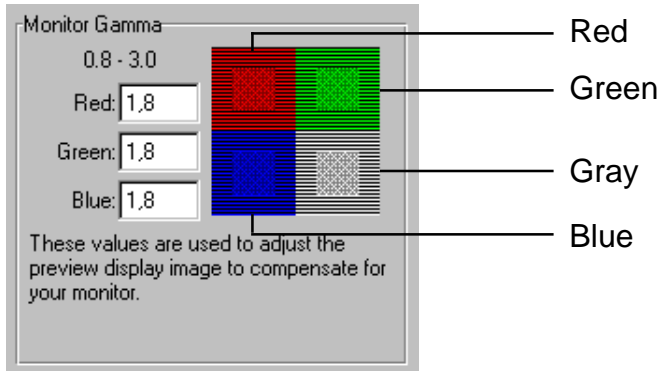 Monitor Gamma
0.8 - 3.0
Red: 1,8
Green: 1,8
Blue: 1,8
These values are used to adjust the
preview display image to compensate for
your monitor.
Red
Green
Gray
Blue